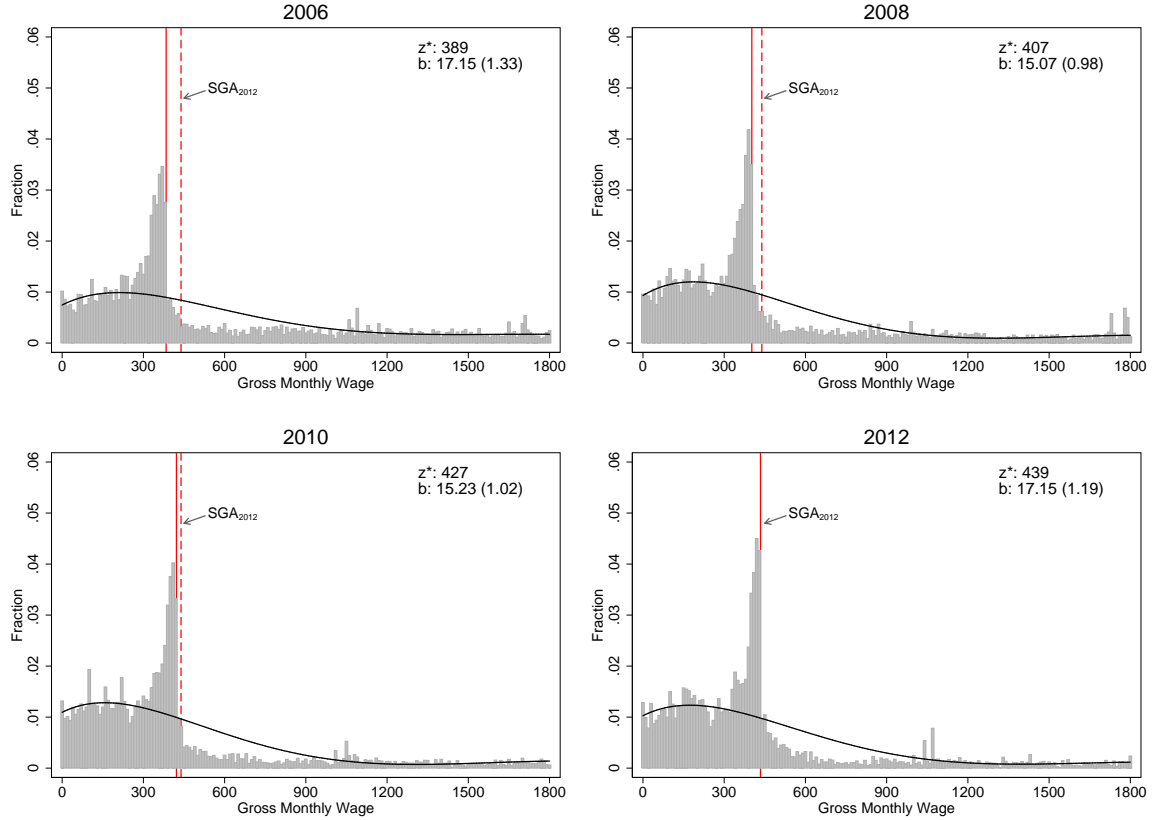 2006
z*: 389
b: 17.15 (1.33)
SGA2012
Fraction
0 .01 .02 .03 .04 .05 .06
0 300 600 900 1200 1500 1800
Gross Monthly Wage
2008
z*: 407
b: 15.07 (0.98)
SGA2012
Fraction
0 .01 .02 .03 .04 .05 .06
0 300 600 900 1200 1500 1800
Gross Monthly Wage
2010
z*: 427
b: 15.23 (1.02)
SGA2012
Fraction
0 .01 .02 .03 .04 .05 .06
0 300 600 900 1200 1500 1800
Gross Monthly Wage
2012
z*: 439
b: 17.15 (1.19)
SGA2012
Fraction
0 .01 .02 .03 .04 .05 .06
0 300 600 900 1200 1500 1800
Gross Monthly Wage